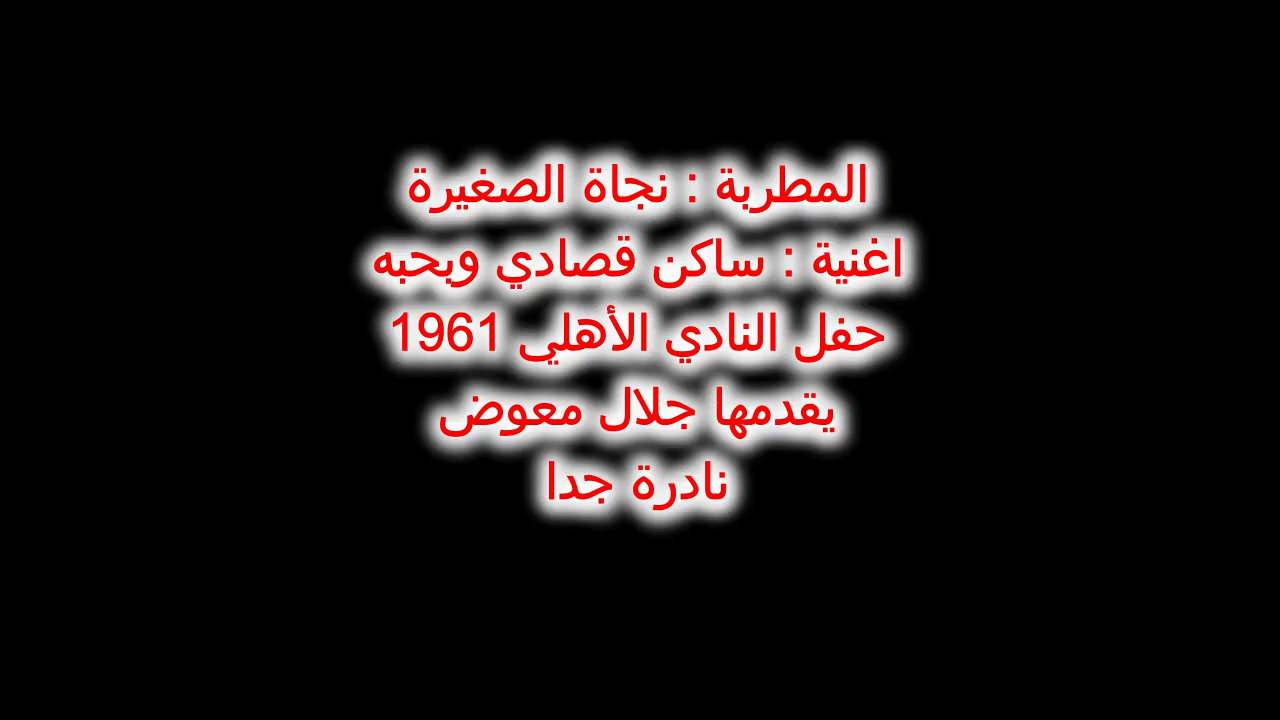 المطربة : نجاة الصغيرة
اغنية : ساكن قصادي وبحبه
حفل النادي الأهلي 1961
يقدمها جلال معوض
نادرة جدا